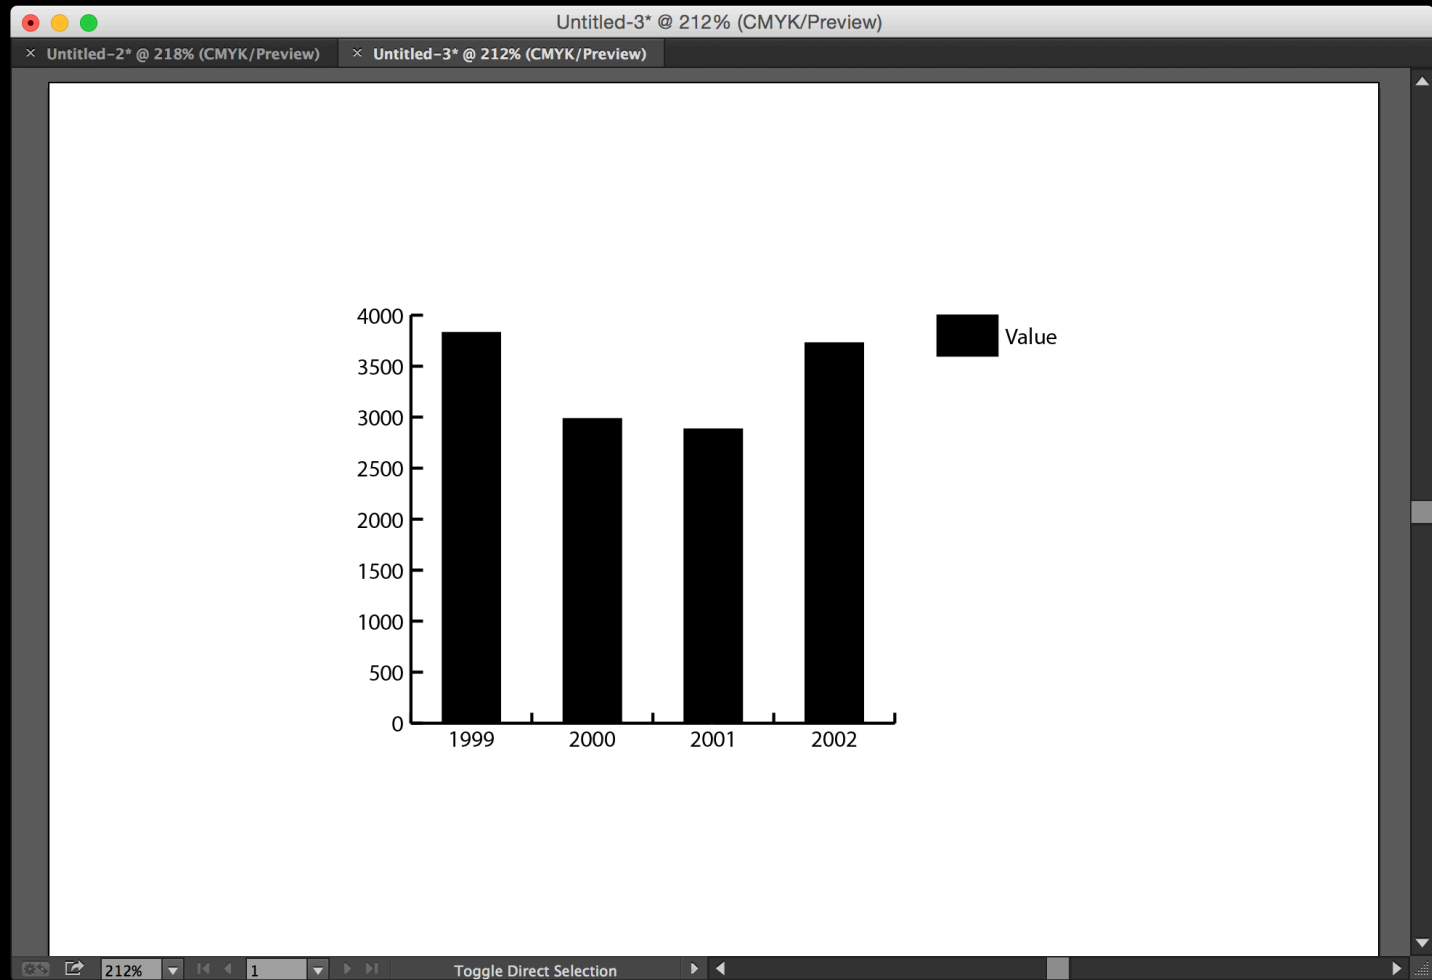 Untitled-3* @ 212% (CMYK/Preview)
× Untitled-2* @ 218% (CMYK/Preview) × Untitled-3* @ 212% (CMYK/Preview)
4000
3500
3000
2500
2000
1500
1000
500
0
1999 2000 2001 2002
Value
212% 1 Toggle Direct Selection